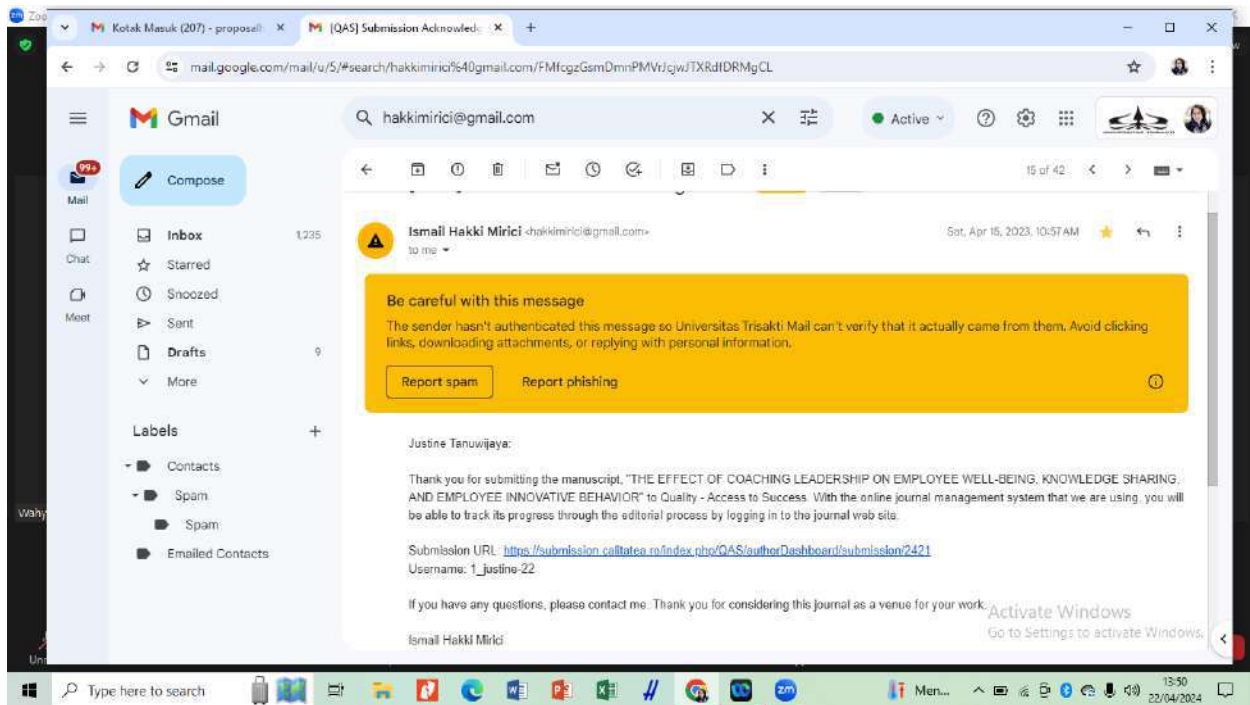 Zoo
Kotak Masuk (207) - proposalh
[QAS] Submission Acknowledge
mail.google.com/mail/u/5/#search/hakkimirici%40gmail.com/FMfcgzGsmDmnPMVrJcjwJTXRdfDRMgCL
Gmail
hakkimirici@gmail.com
Active
99+
Mail
Compose
15 of 42
Chat
Meet
Inbox 1,235
Starred
Snoozed
Sent
Drafts 9
More
Labels
Contacts
Spam
Spam
Emailed Contacts
Ismail Hakki Mirici <hakkimirici@gmail.com>
Sat, Apr 15, 2023, 10:57 AM
to me
Be careful with this message
The sender hasn't authenticated this message so Universitas Trisakti Mail can't verify that it actually came from them. Avoid clicking
links, downloading attachments, or replying with personal information.
Report spam
Report phishing
Justine Tanuwijaya:
Thank you for submitting the manuscript, "THE EFFECT OF COACHING LEADERSHIP ON EMPLOYEE WELL-BEING, KNOWLEDGE SHARING,
AND EMPLOYEE INNOVATIVE BEHAVIOR" to Quality - Access to Success. With the online journal management system that we are using, you will
be able to track its progress through the editorial process by logging in to the journal web site:
Submission URL: https://submission.calitatea.ro/index.php/QAS/authorDashboard/submission/2421
Username: 1_justine-22
If you have any questions, please contact me. Thank you for considering this journal as a venue for your work.
Ismail Hakki Mirici
Activate Windows
Go to Settings to activate Windows.
Wahy
Type here to search
Men...
13:50
22/04/2024